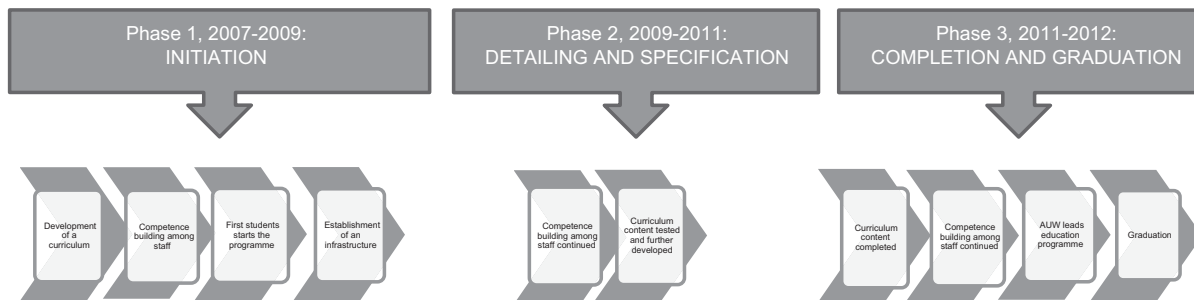 Phase 1, 2007-2009:
INITIATION
Phase 2, 2009-2011:
DETAILING AND SPECIFICATION
Phase 3, 2011-2012:
COMPLETION AND GRADUATION
Development
of a
curriculum
Competence
building among
staff
First students
starts the
programme
Establishment
of an
infrastructure
Competence
building among
staff continued
Curriculum
content tested
and further
developed
Curriculum
content
completed
Competence
building among
staff continued
AUW leads
education
programme
Graduation